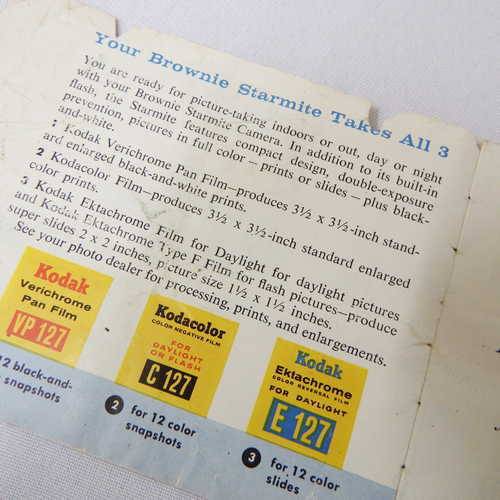 Your Brownie Starmite Takes All 3
You are ready for picture-taking indoors or out, day or night
with your Brownie Starmite Camera. In addition to its built-in
flash, the Starmite features compact design, double-exposure
prevention, pictures in full color – prints or slides – plus black-
and-white.
1 Kodak Verichrome Pan Film–produces 3½ x 3½-inch stand-
ard enlarged black-and-white prints.
2 Kodacolor Film–produces 3½ x 3½-inch standard enlarged
color prints.
3 Kodak Ektachrome Film for Daylight for daylight pictures
and Kodak Ektachrome Type F Film for flash pictures–produce
super slides 2 x 2 inches, picture size 1½ x 1½ inches.
See your photo dealer for processing, prints, and enlargements.
Kodak
Verichrome
Pan Film
VP 127
12 black-and-
snapshots
Kodacolor
COLOR NEGATIVE FILM
FOR
DAYLIGHT
OR FLASH
C 127
2 for 12 color
snapshots
Kodak
Ektachrome
COLOR REVERSAL FILM
FOR DAYLIGHT
E 127
3 for 12 color
slides